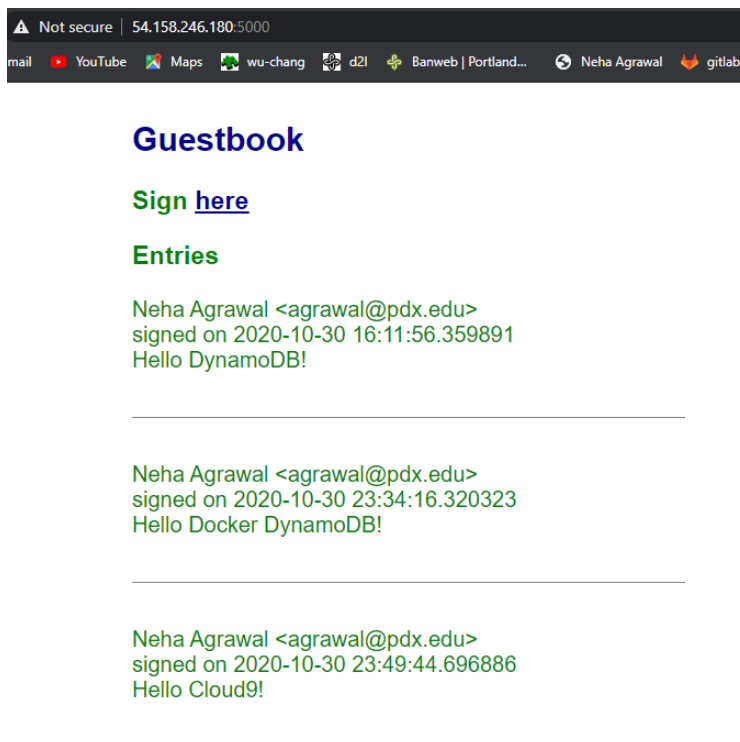 Not secure | 54.158.246.180:5000
mail YouTube Maps wu-chang d2l Banweb | Portland... Neha Agrawal gitlab
Guestbook
Sign here
Entries
Neha Agrawal <agrawal@pdx.edu>
signed on 2020-10-30 16:11:56.359891
Hello DynamoDB!
Neha Agrawal <agrawal@pdx.edu>
signed on 2020-10-30 23:34:16.320323
Hello Docker DynamoDB!
Neha Agrawal <agrawal@pdx.edu>
signed on 2020-10-30 23:49:44.696886
Hello Cloud9!